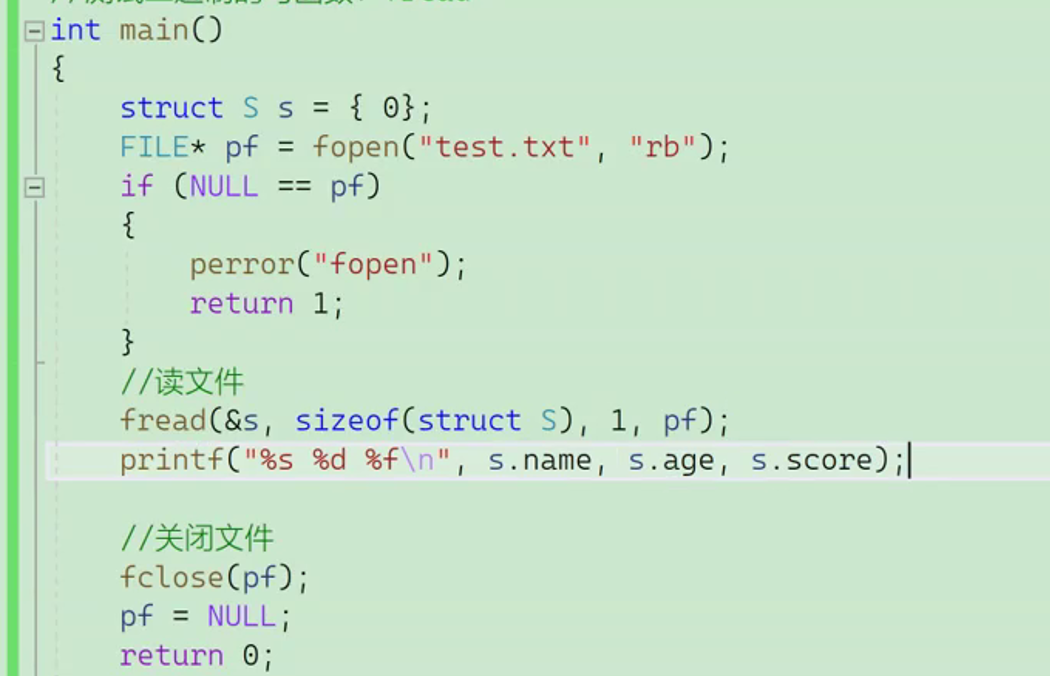 int main()
{
struct S s = { 0};
FILE* pf = fopen("test.txt", "rb");
if (NULL == pf)
{
perror("fopen");
return 1;
}
//读文件
fread(&s, sizeof(struct S), 1, pf);
printf("%s %d %f\n", s.name, s.age, s.score);
//关闭文件
fclose(pf);
pf = NULL;
return 0;